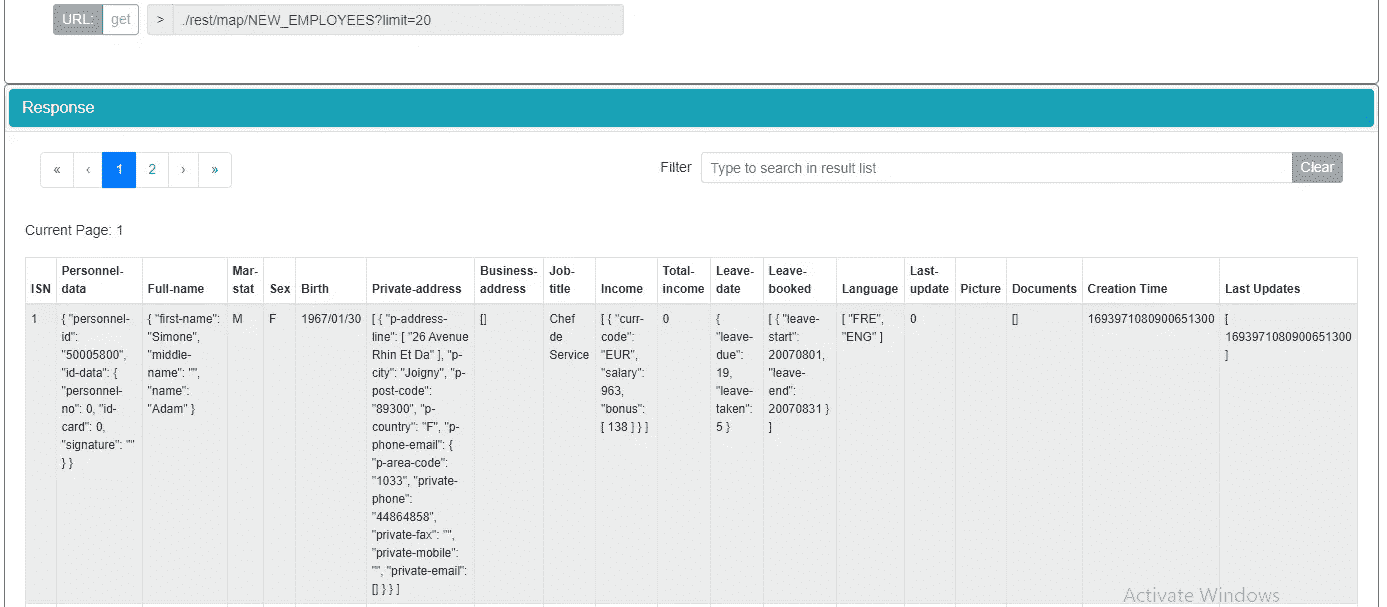 URL: get > ./rest/map/NEW_EMPLOYEES?limit=20
Response
« ‹ 1 2 › »
Filter Type to search in result list Clear
Current Page: 1
ISN
Personnel-
data
Full-name
Mar-
stat
Sex
Birth
Private-address
Business-
address
Job-
title
Income
Total-
income
Leave-
date
Leave-
booked
Language
Last-
update
Picture
Documents
Creation Time
Last Updates
1
{ "personnel-
id":
"50005800",
"id-data": {
"personnel-
no": 0, "id-
card": 0,
"signature": ""
} }
{ "first-name":
"Simone",
"middle-
name": "",
"name":
"Adam" }
M
F
1967/01/30
[ { "p-address-
line": [ "26 Avenue
Rhin Et Da" ], "p-
city": "Joigny", "p-
post-code":
"89300", "p-
country": "F", "p-
phone-email": {
"p-area-code":
"1033", "private-
phone":
"44864858",
"private-fax": "",
"private-mobile":
"", "private-email":
[] } } ]
[]
Chef
de
Service
[ { "curr-
code":
"EUR",
"salary":
963,
"bonus":
[ 138 ] } ]
0
{
"leave-
due":
19,
"leave-
taken":
5 }
[ { "leave-
start":
20070801,
"leave-
end":
20070831 }
]
[ "FRE",
"ENG" ]
0
[]
1693971080900651300
[
1693971080900651300
]
Activate Windows